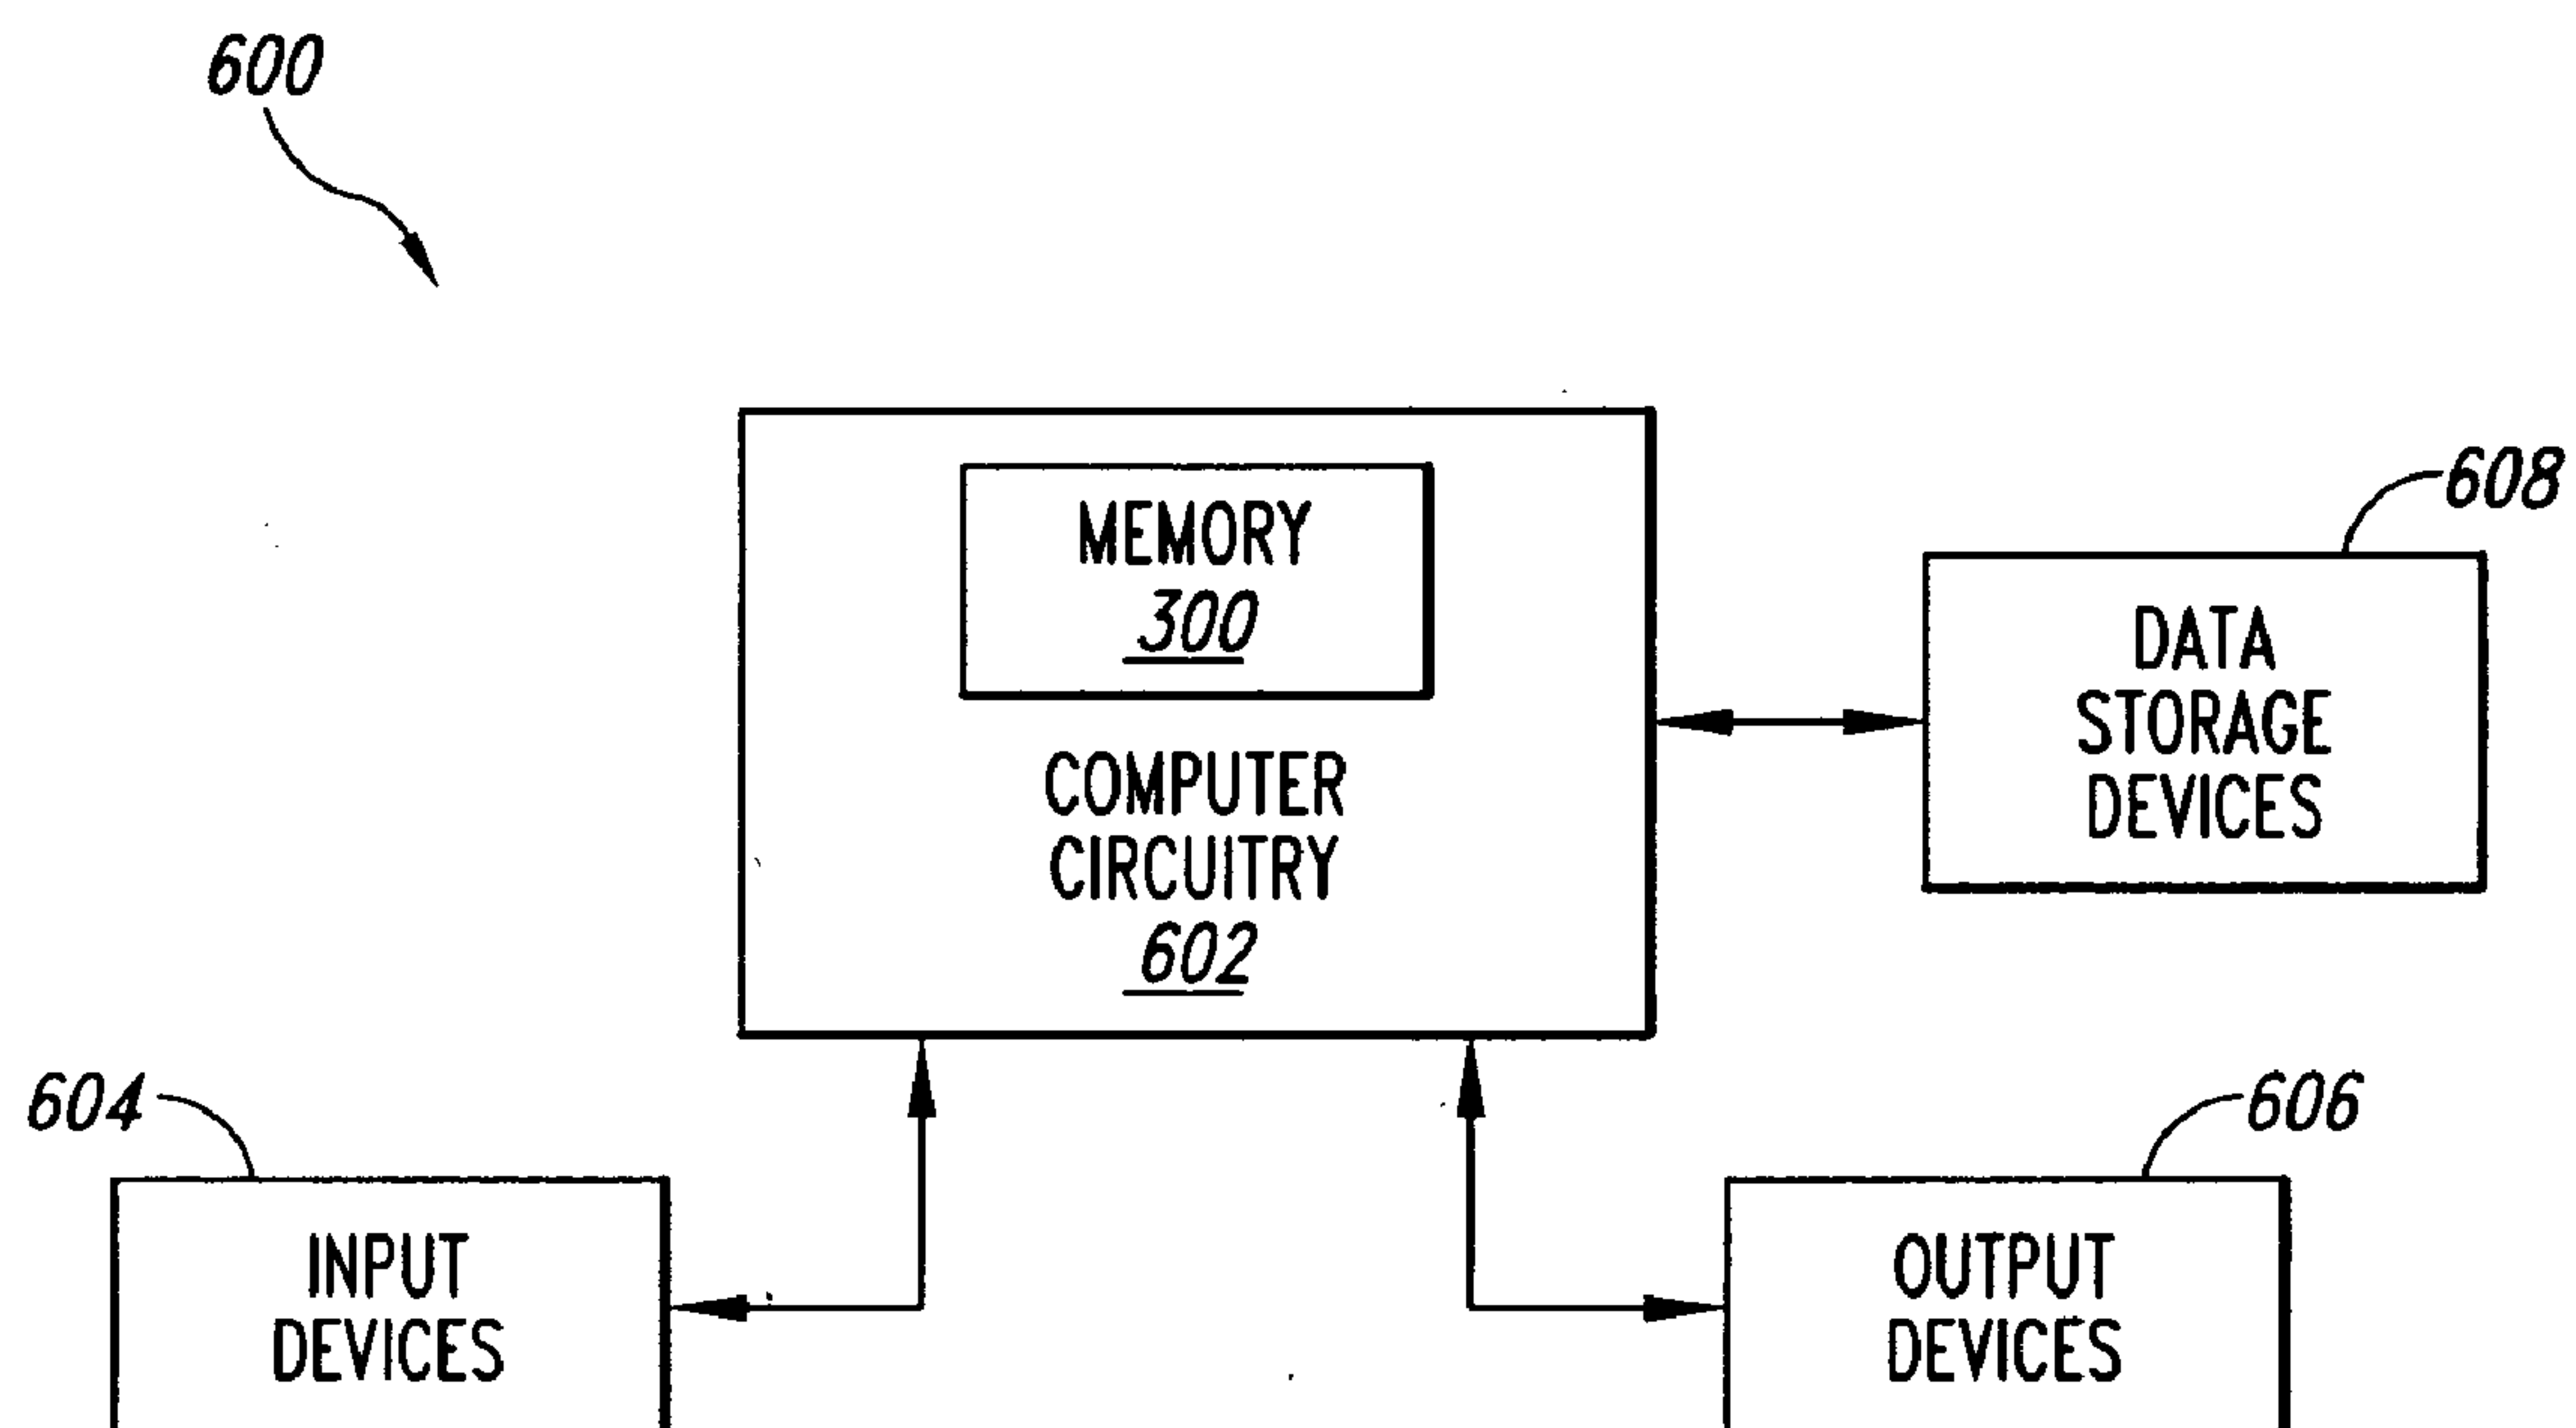 600
MEMORY
300
608
DATA
STORAGE
DEVICES
COMPUTER
CIRCUITRY
602
604
606
INPUT
DEVICES
OUTPUT
DEVICES